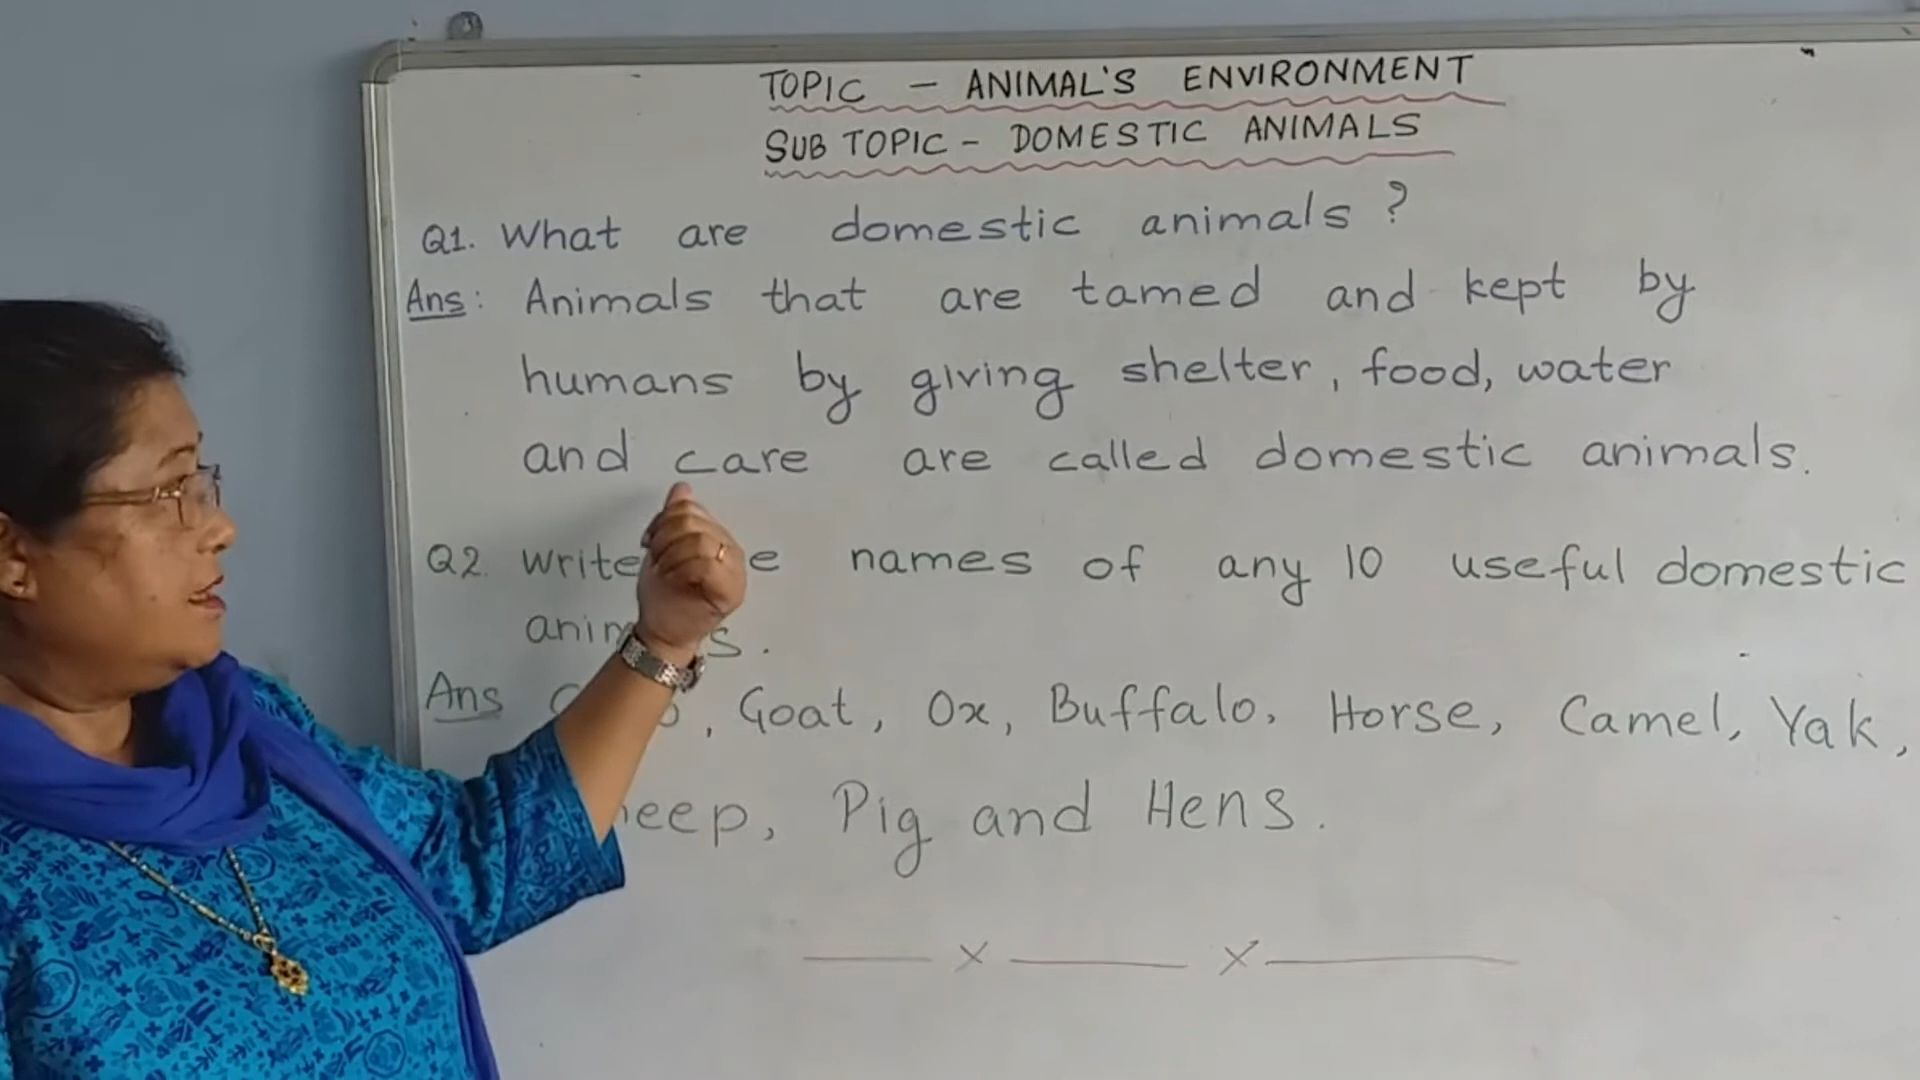 TOPIC - ANIMAL'S ENVIRONMENT
SUB TOPIC - DOMESTIC ANIMALS
Q1. What are domestic animals ?
Ans: Animals that are tamed and kept by
humans by giving shelter, food, water
and care are called domestic animals.
Q2. Write names of any 10 useful domestic
Ans , Goat, Ox, Buffalo, Horse, Camel, Yak,
Pig and Hens.